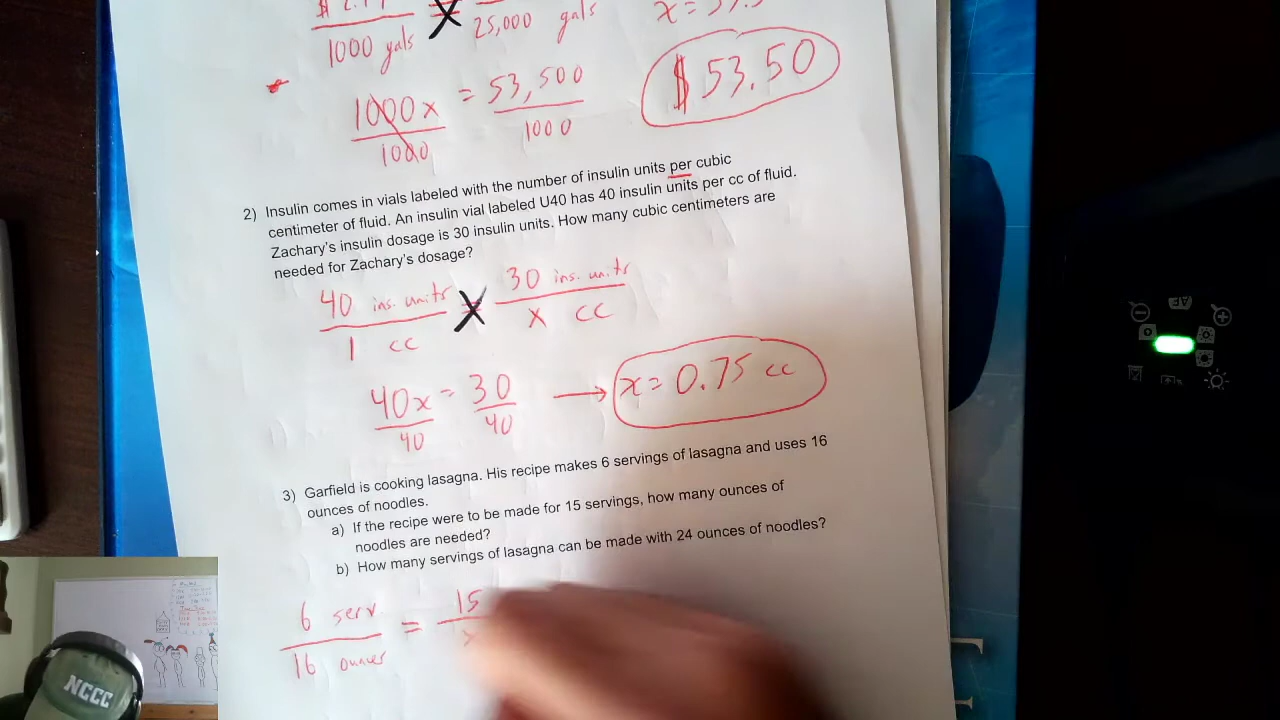 1000 gals 25,000 gals
1000x = 53,500
1000 1000
$53.50
2) Insulin comes in vials labeled with the number of insulin units per cubic
centimeter of fluid. An insulin vial labeled U40 has 40 insulin units per cc of fluid.
Zachary's insulin dosage is 30 insulin units. How many cubic centimeters are
needed for Zachary's dosage?
40 ins. units 30 ins. units
1 cc x cc
40x = 30 → x = 0.75 cc
40 40
3) Garfield is cooking lasagna. His recipe makes 6 servings of lasagna and uses 16
ounces of noodles.
a) If the recipe were to be made for 15 servings, how many ounces of
noodles are needed?
b) How many servings of lasagna can be made with 24 ounces of noodles?
6 serv. = 15
16 ounces x
NCCC
AF